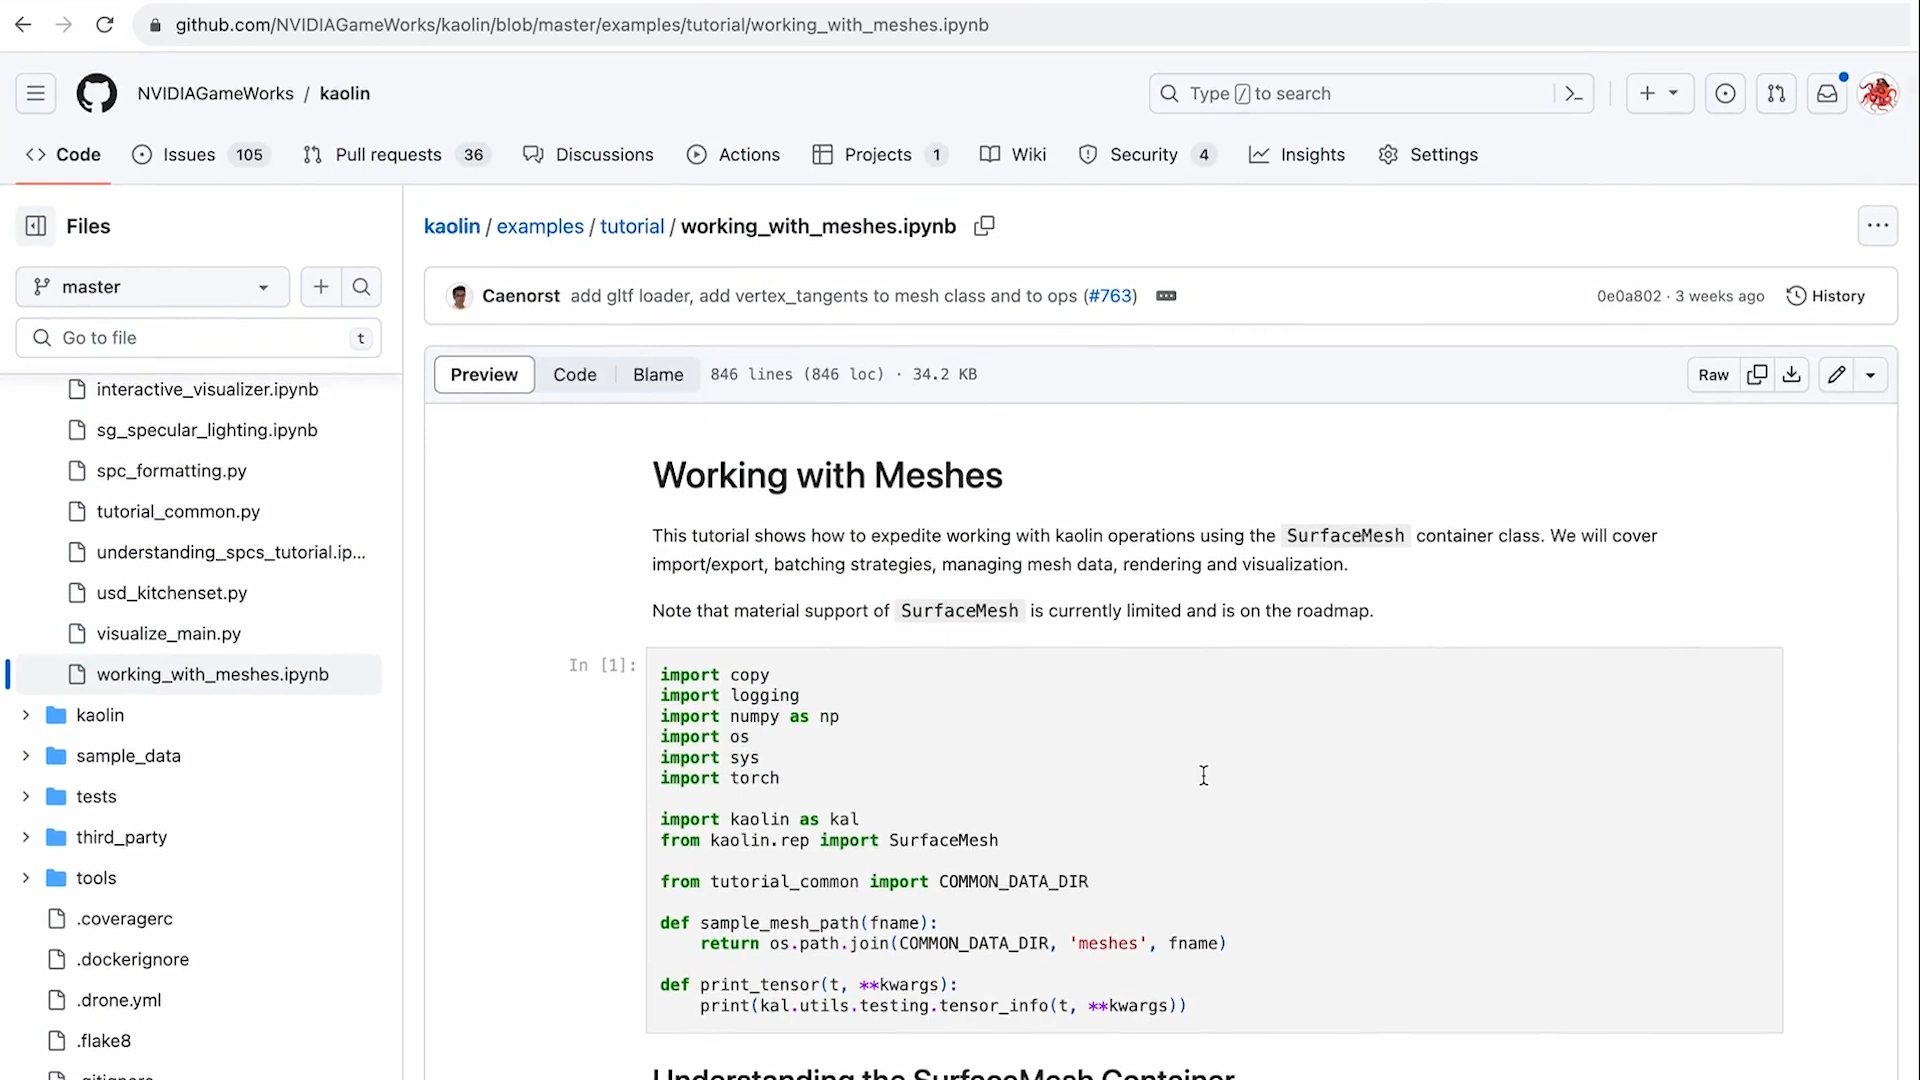 github.com/NVIDIAGameWorks/kaolin/blob/master/examples/tutorial/working_with_meshes.ipynb
NVIDIAGameWorks / kaolin
Type / to search
Code
Issues 105
Pull requests 36
Discussions
Actions
Projects 1
Wiki
Security 4
Insights
Settings
Files
master
Go to file t
interactive_visualizer.ipynb
sg_specular_lighting.ipynb
spc_formatting.py
tutorial_common.py
understanding_spcs_tutorial.ip...
usd_kitchenset.py
visualize_main.py
working_with_meshes.ipynb
kaolin
sample_data
tests
third_party
tools
.coveragerc
.dockerignore
.drone.yml
.flake8
.gitignore
kaolin / examples / tutorial / working_with_meshes.ipynb
Caenorst add gltf loader, add vertex_tangents to mesh class and to ops (#763)
0e0a802 · 3 weeks ago
History
Preview
Code
Blame
846 lines (846 loc) · 34.2 KB
Raw
Working with Meshes
This tutorial shows how to expedite working with kaolin operations using the SurfaceMesh container class. We will cover
import/export, batching strategies, managing mesh data, rendering and visualization.
Note that material support of SurfaceMesh is currently limited and is on the roadmap.
In [1]:
import copy
import logging
import numpy as np
import os
import sys
import torch
import kaolin as kal
from kaolin.rep import SurfaceMesh
from tutorial_common import COMMON_DATA_DIR
def sample_mesh_path(fname):
return os.path.join(COMMON_DATA_DIR, 'meshes', fname)
def print_tensor(t, **kwargs):
print(kal.utils.testing.tensor_info(t, **kwargs))
Understanding the SurfaceMesh Container